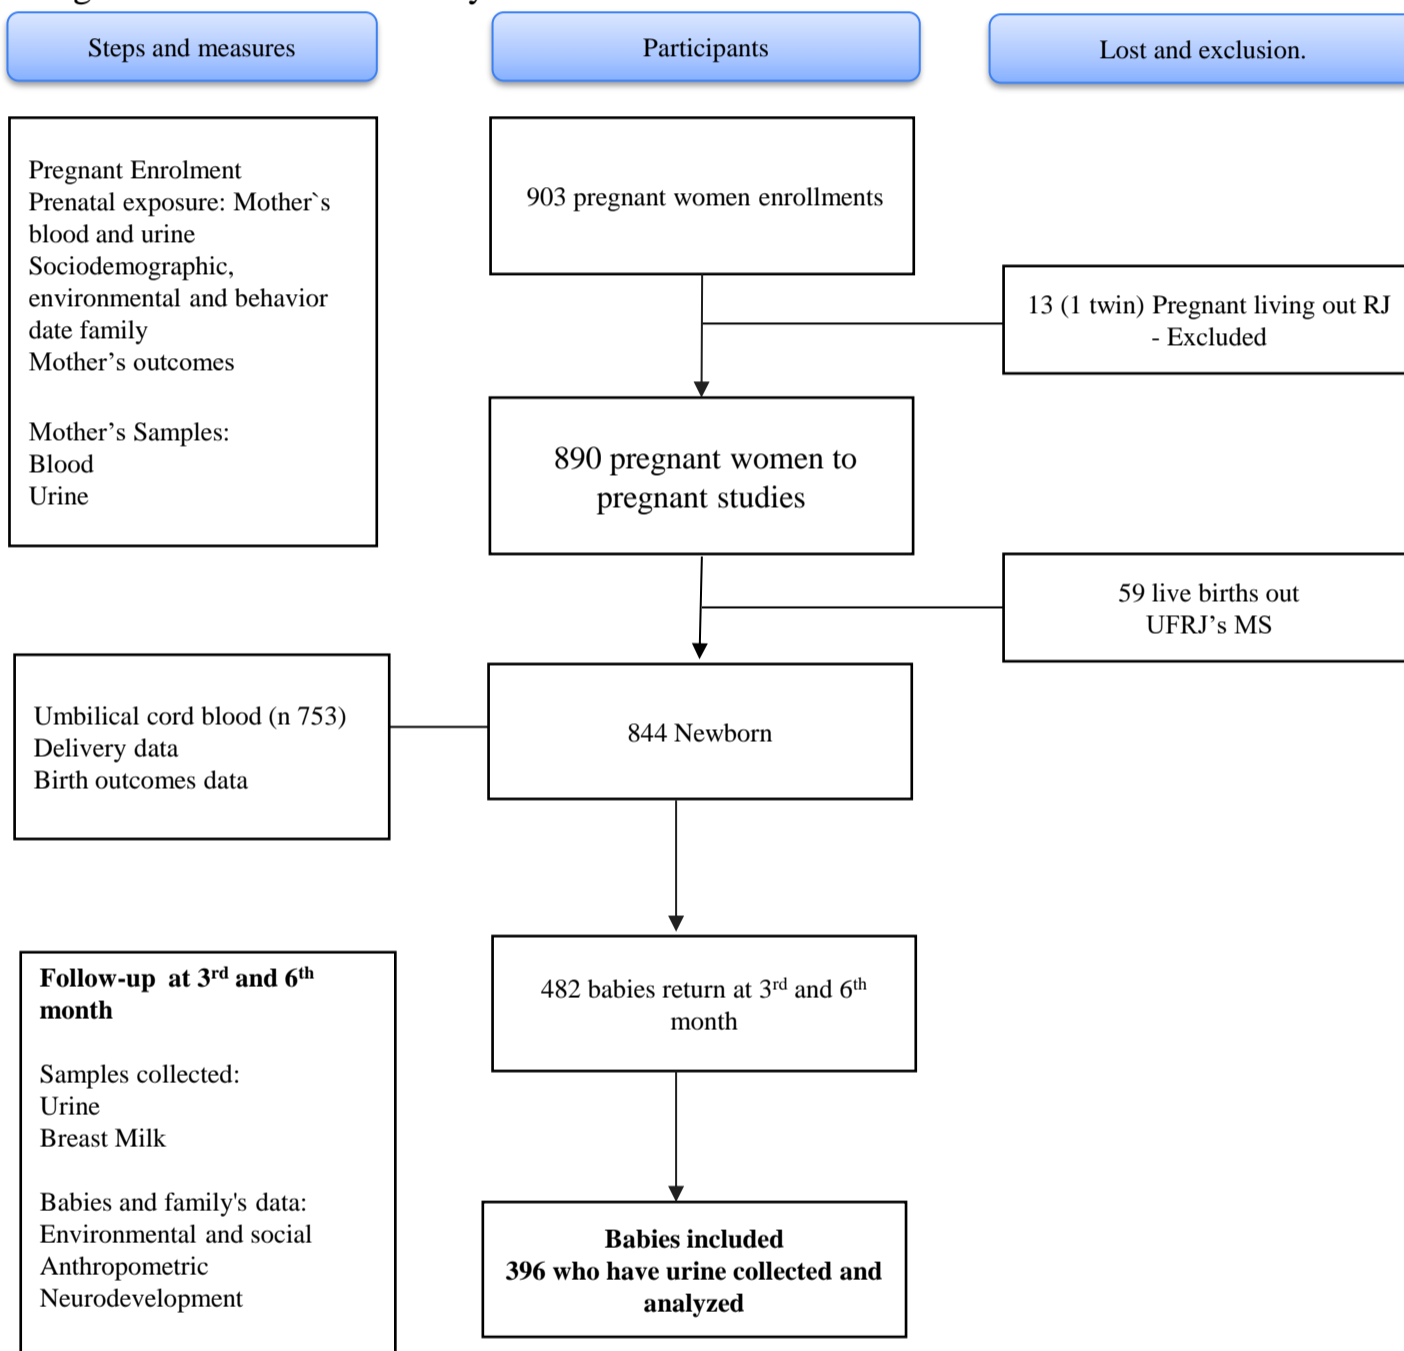 Steps and measures
Participants
Lost and exclusion.
Pregnant Enrolment
Prenatal exposure: Mother`s
blood and urine
Sociodemographic,
environmental and behavior
date family
Mother’s outcomes
Mother’s Samples:
Blood
Urine
903 pregnant women enrollments
13 (1 twin) Pregnant living out RJ
- Excluded
890 pregnant women to
pregnant studies
59 live births out
UFRJ’s MS
Umbilical cord blood (n 753)
Delivery data
Birth outcomes data
844 Newborn
Follow-up at 3rd and 6th
month
Samples collected:
Urine
Breast Milk
Babies and family's data:
Environmental and social
Anthropometric
Neurodevelopment
482 babies return at 3rd and 6th
month
Babies included
396 who have urine collected and
analyzed